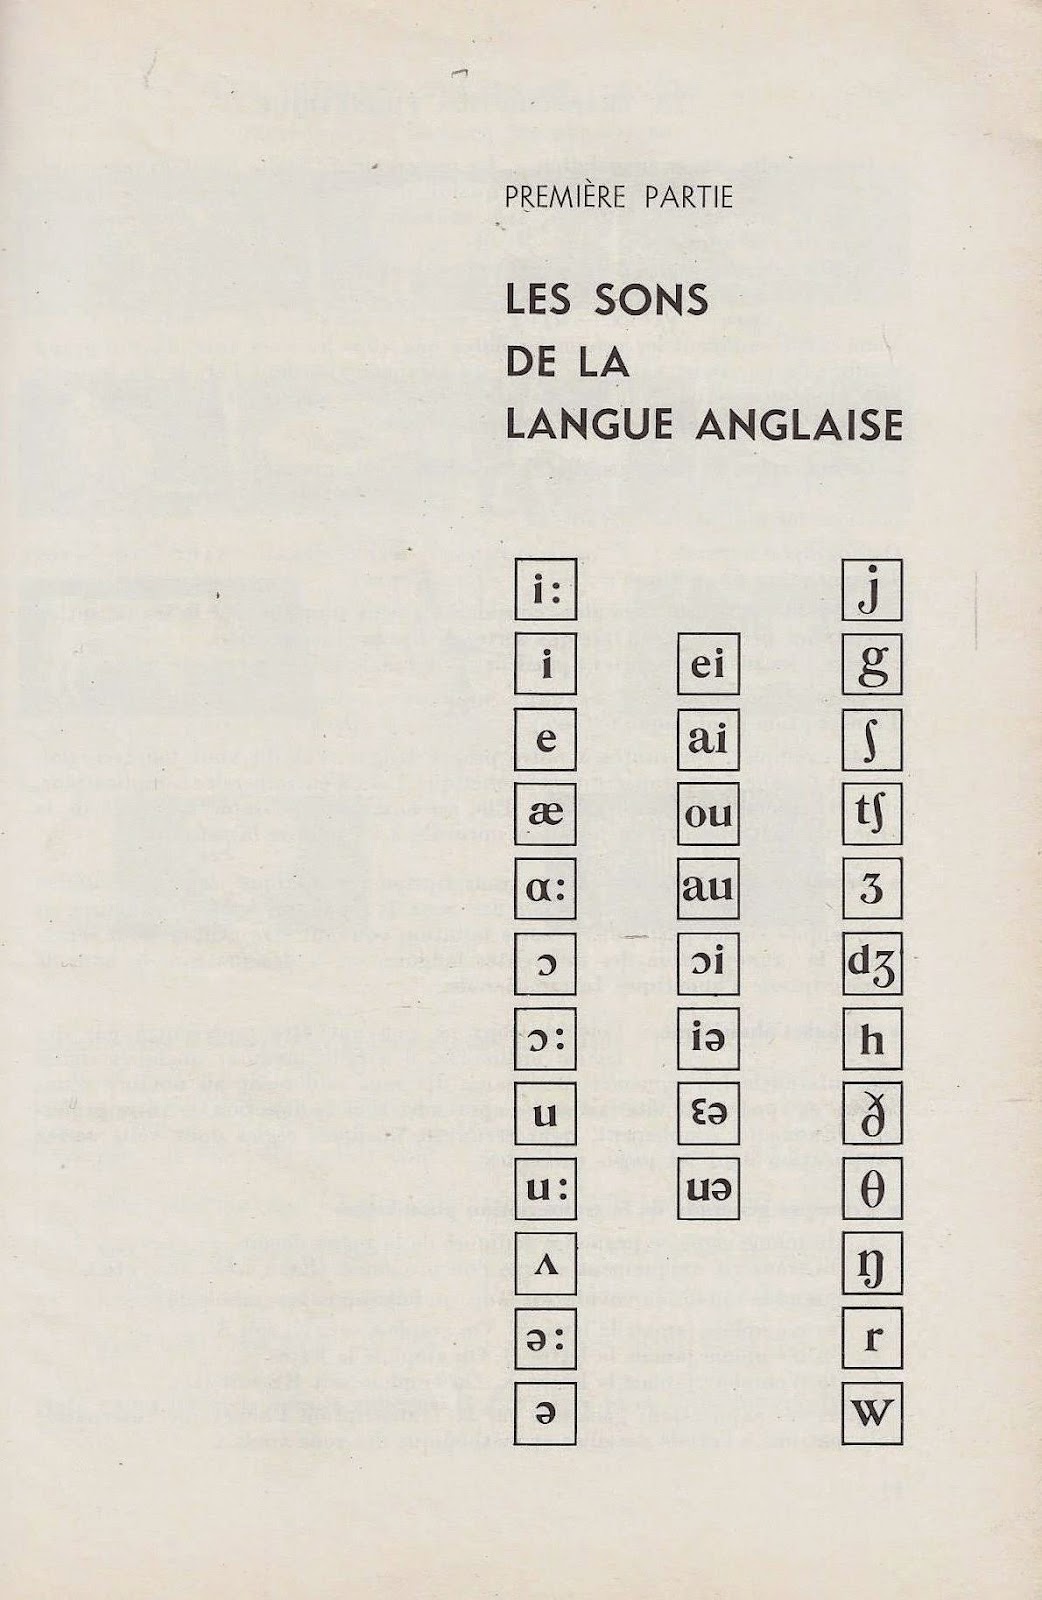 PREMIÈRE PARTIE
LES SONS
DE LA
LANGUE ANGLAISE
i:
i
e
æ
ɑ:
ɔ
ɔ:
u
u:
ʌ
ə:
ə
ei
ai
ou
au
ɔi
iə
ɛə
uə
j
g
ʃ
tʃ
ʒ
dʒ
h
ð
θ
ŋ
r
w